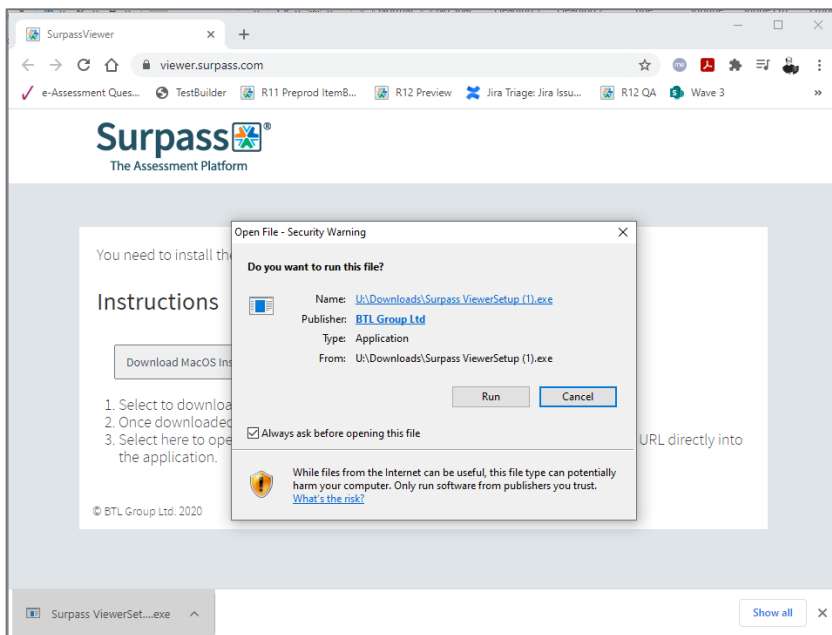 SurpassViewer
viewer.surpass.com
me
e-Assessment Ques... TestBuilder R11 Preprod ItemB... R12 Preview Jira Triage: Jira Issu... R12 QA Wave 3 »
Surpass®
The Assessment Platform
You need to install th
Instructions
Download MacOS Ins
1. Select to downloa
2. Once downloaded
3. Select here to ope URL directly into
the application.
© BTL Group Ltd. 2020
Open File - Security Warning
Do you want to run this file?
Name: U:\Downloads\Surpass ViewerSetup (1).exe
Publisher: BTL Group Ltd
Type: Application
From: U:\Downloads\Surpass ViewerSetup (1).exe
Run Cancel
Always ask before opening this file
While files from the Internet can be useful, this file type can potentially
harm your computer. Only run software from publishers you trust.
What's the risk?
Surpass ViewerSet....exe
Show all